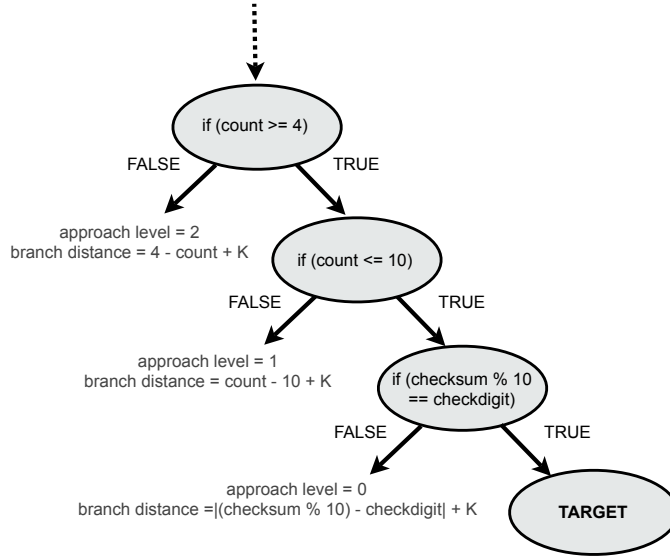 if (count >= 4)
FALSE
TRUE
approach level = 2
branch distance = 4 - count + K
if (count <= 10)
FALSE
TRUE
approach level = 1
branch distance = count - 10 + K
if (checksum % 10
== checkdigit)
FALSE
TRUE
approach level = 0
branch distance =|(checksum % 10) - checkdigit| + K
TARGET